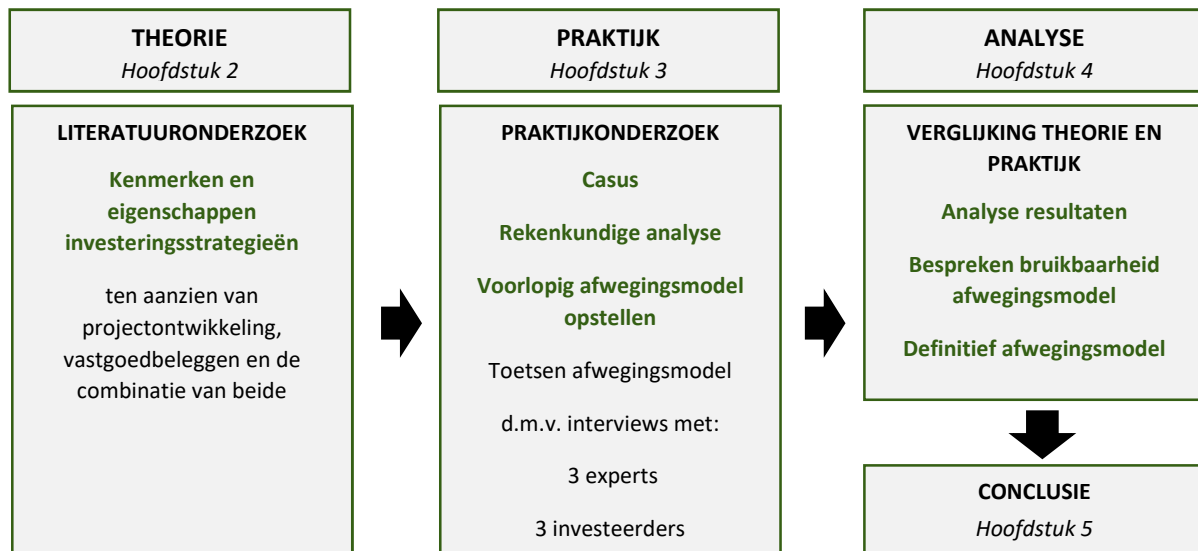 THEORIE
Hoofdstuk 2
LITERATUURONDERZOEK
Kenmerken en
eigenschappen
investeringsstrategieën
ten aanzien van
projectontwikkeling,
vastgoedbeleggen en de
combinatie van beide
PRAKTIJK
Hoofdstuk 3
PRAKTIJKONDERZOEK
Casus
Rekenkundige analyse
Voorlopig afwegingsmodel
opstellen
Toetsen afwegingsmodel
d.m.v. interviews met:
3 experts
3 investeerders
ANALYSE
Hoofdstuk 4
VERGLIJKING THEORIE EN
PRAKTIJK
Analyse resultaten
Bespreken bruikbaarheid
afwegingsmodel
Definitief afwegingsmodel
CONCLUSIE
Hoofdstuk 5